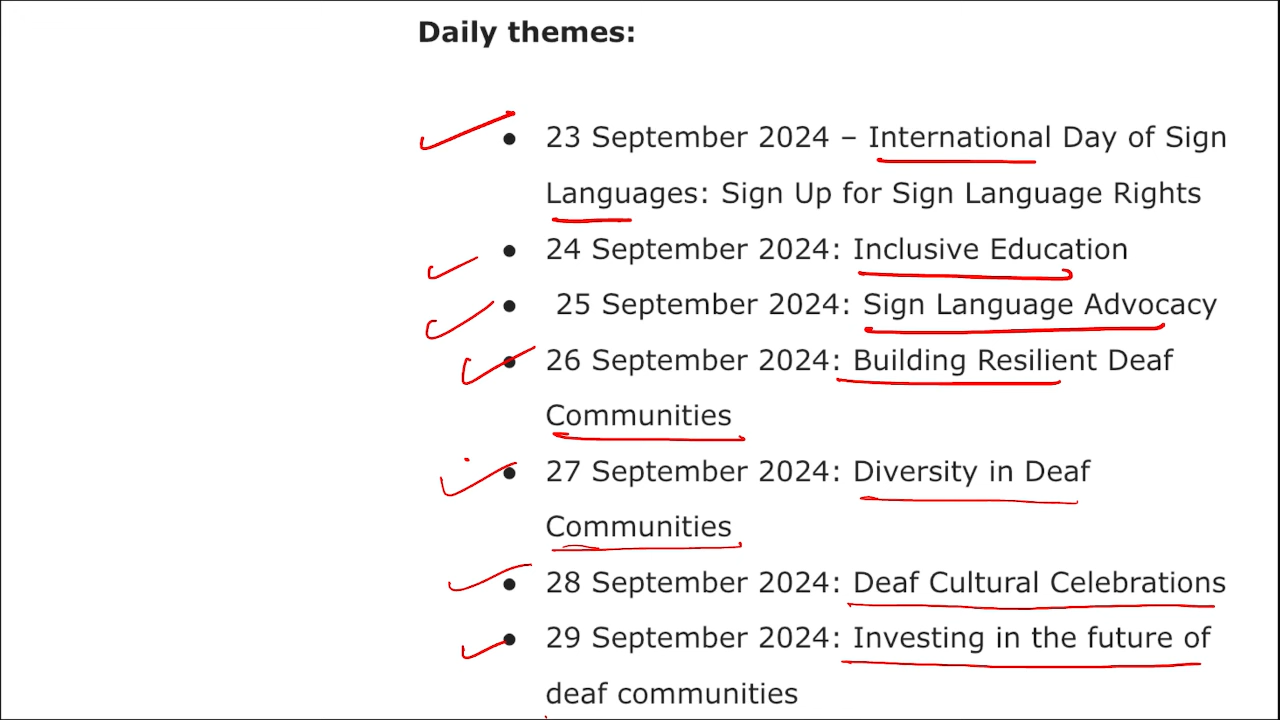 Daily themes:
• 23 September 2024 – International Day of Sign
Languages: Sign Up for Sign Language Rights
• 24 September 2024: Inclusive Education
• 25 September 2024: Sign Language Advocacy
• 26 September 2024: Building Resilient Deaf
Communities
• 27 September 2024: Diversity in Deaf
Communities
• 28 September 2024: Deaf Cultural Celebrations
• 29 September 2024: Investing in the future of
deaf communities